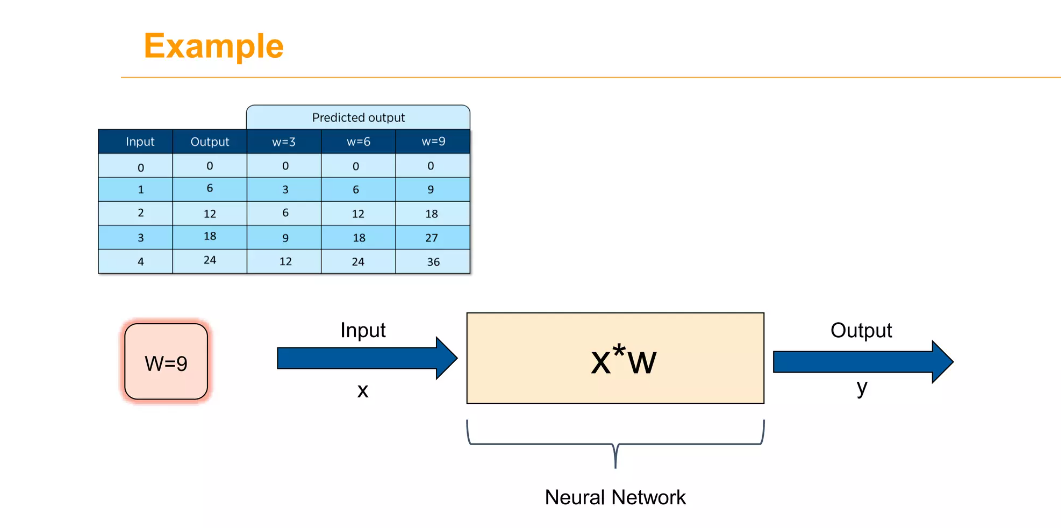 Example
Predicted output
Input Output w=3 w=6 w=9
0 0 0 0 0
1 6 3 6 9
2 12 6 12 18
3 18 9 18 27
4 24 12 24 36
W=9
Input
x
x*w
Output
y
Neural Network